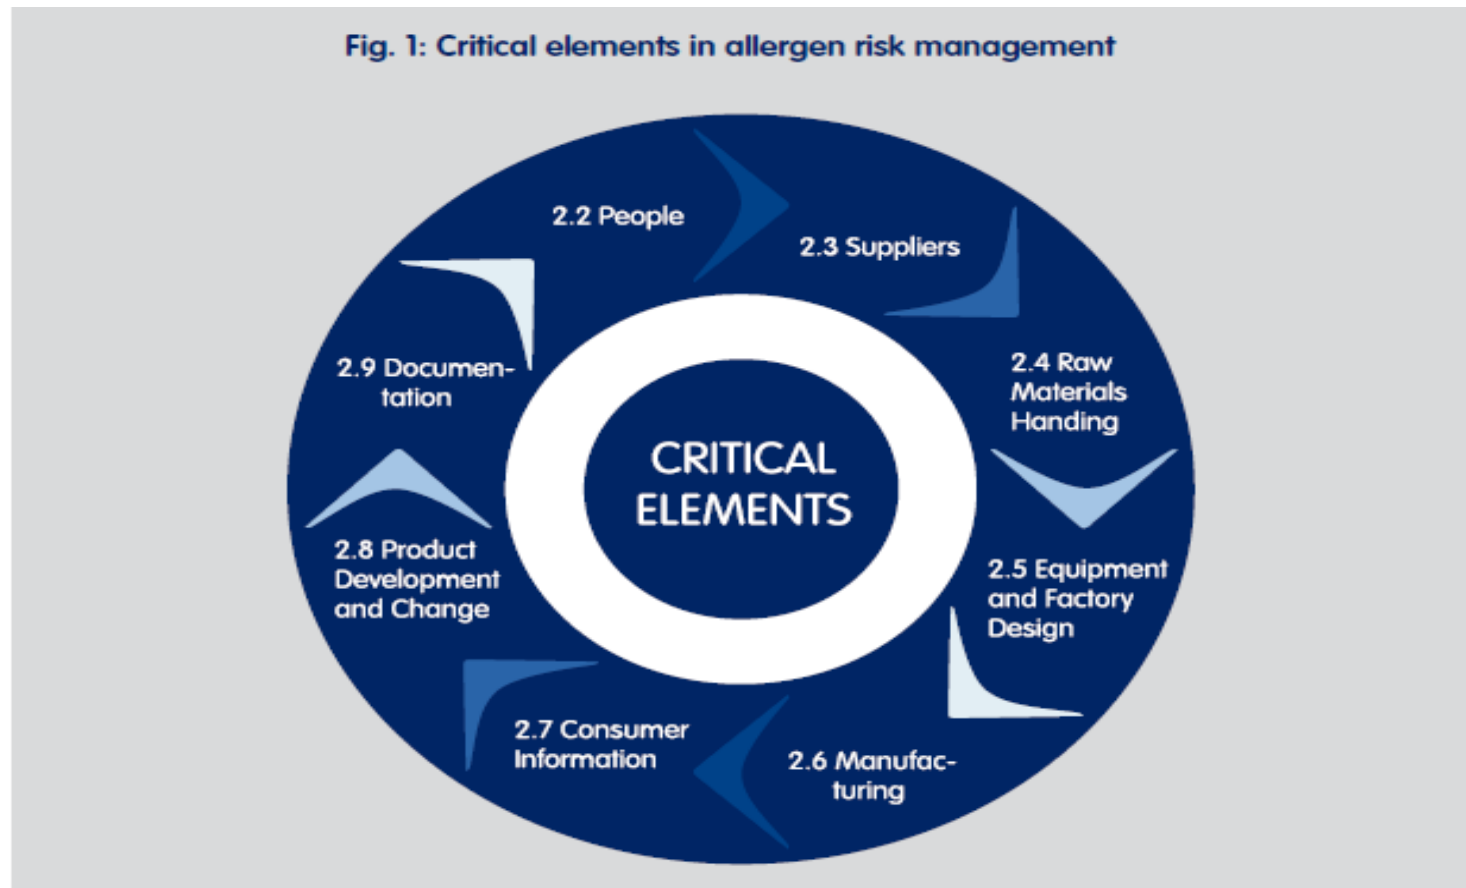 Fig. 1: Critical elements in allergen risk management
2.2 People
2.3 Suppliers
2.4 Raw
Materials
Handing
2.5 Equipment
and Factory
Design
2.6 Manufac-
turing
2.7 Consumer
Information
2.8 Product
Development
and Change
2.9 Documen-
tation
CRITICAL
ELEMENTS